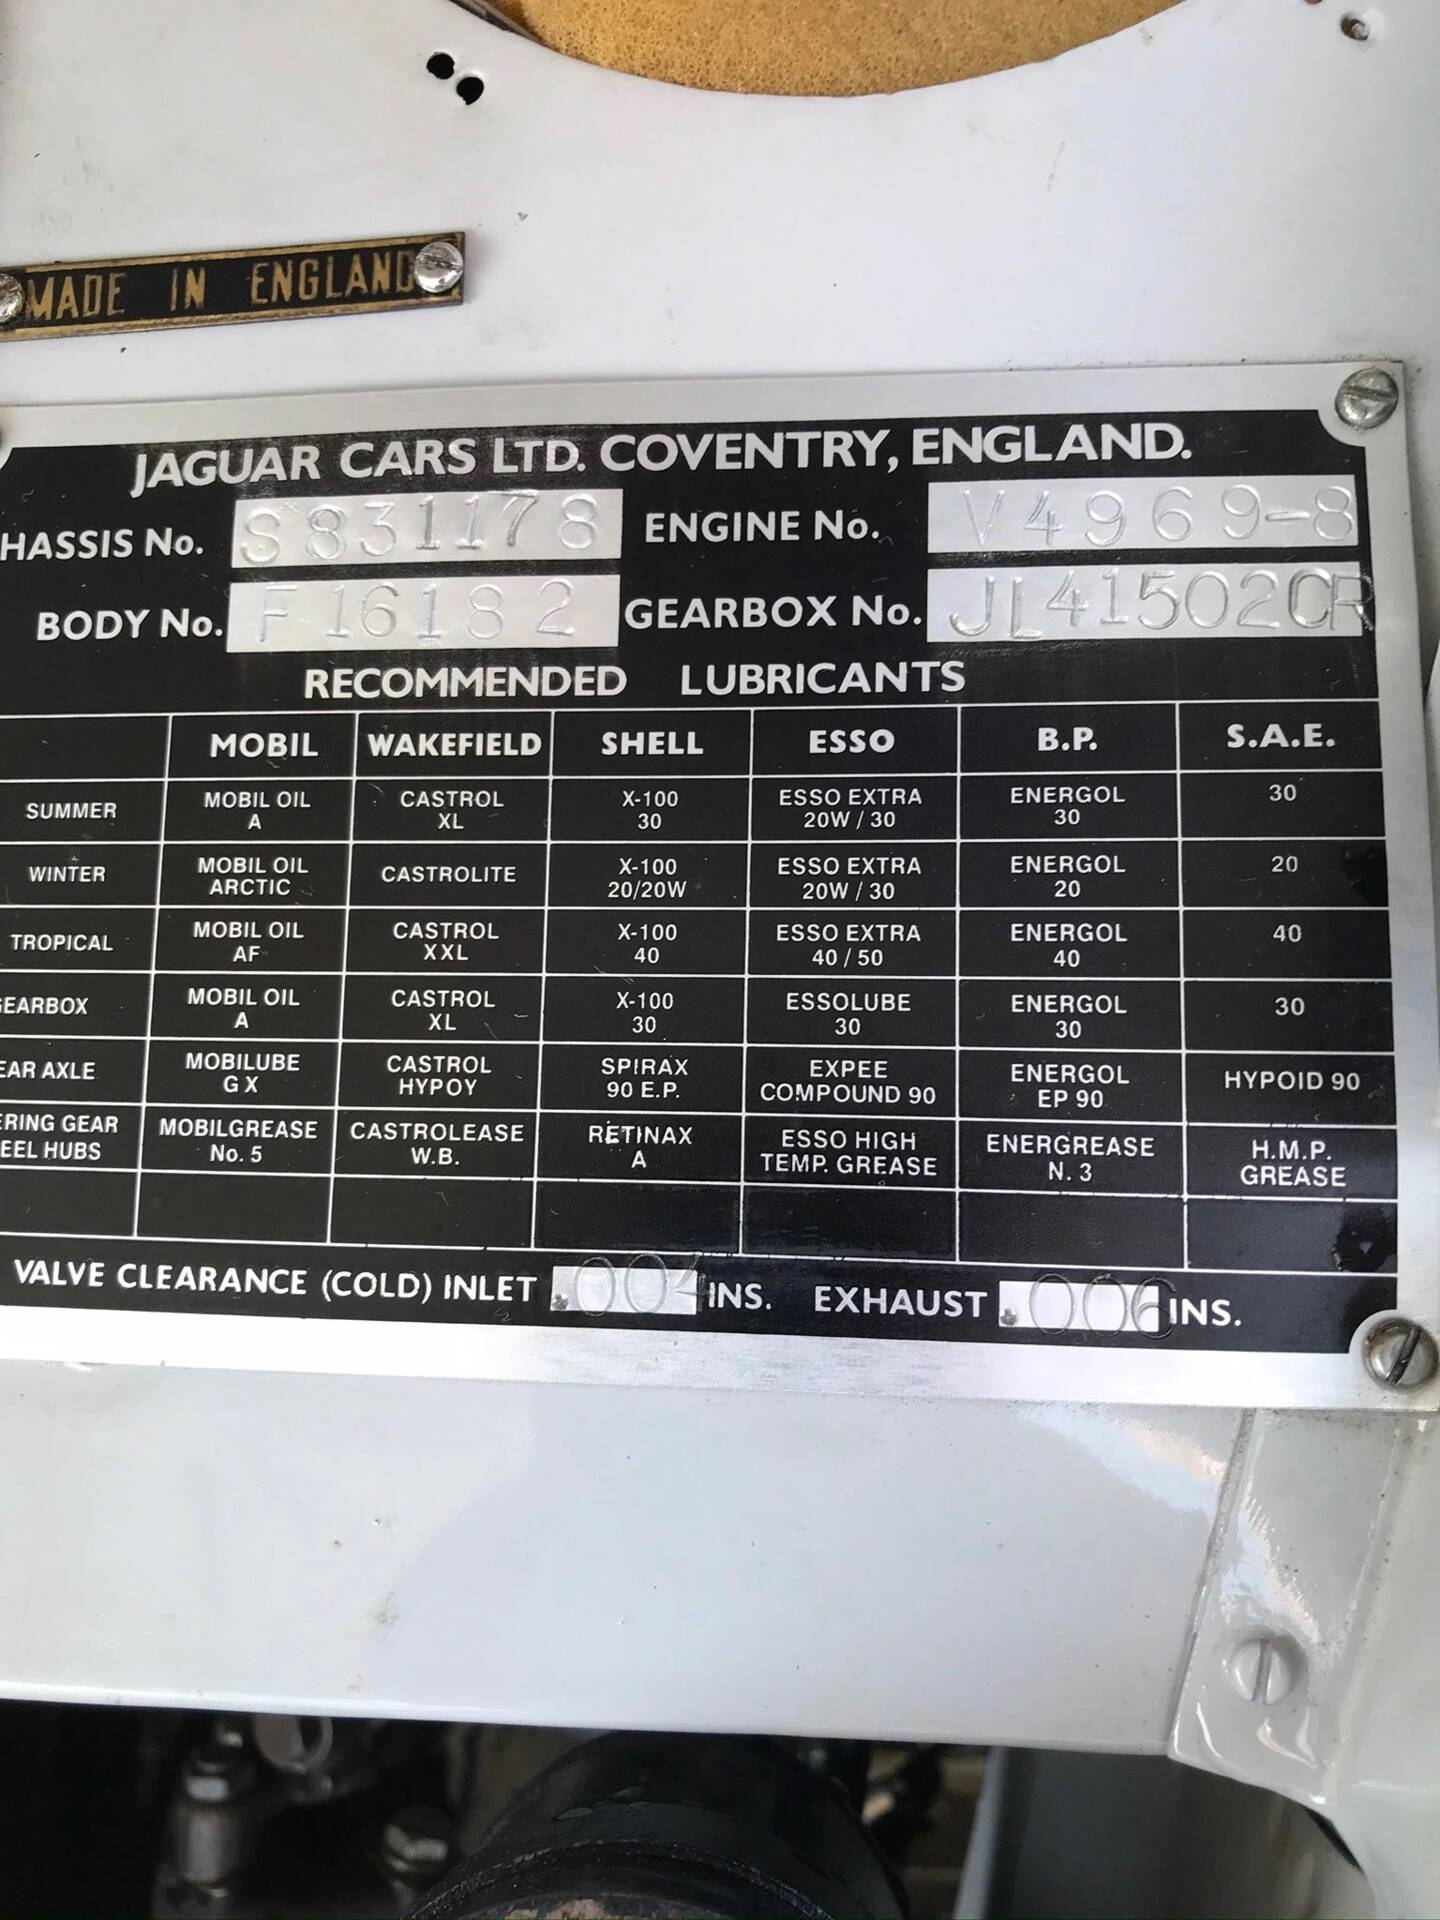 MADE IN ENGLAND
JAGUAR CARS LTD. COVENTRY, ENGLAND.
HASSIS No. S831178 ENGINE No. V4969-8
BODY No. F16182 GEARBOX No. JL41502CR
RECOMMENDED LUBRICANTS
MOBIL WAKEFIELD SHELL ESSO B.P. S.A.E.
SUMMER MOBIL OIL A CASTROL XL X-100 30 ESSO EXTRA 20W / 30 ENERGOL 30 30
WINTER MOBIL OIL ARCTIC CASTROLITE X-100 20/20W ESSO EXTRA 20W / 30 ENERGOL 20 20
TROPICAL MOBIL OIL AF CASTROL XXL X-100 40 ESSO EXTRA 40 / 50 ENERGOL 40 40
GEARBOX MOBIL OIL A CASTROL XL X-100 30 ESSOLUBE 30 ENERGOL 30 30
EAR AXLE MOBILUBE GX CASTROL HYPOY SPIRAX 90 E.P. EXPEE COMPOUND 90 ENERGOL EP 90 HYPOID 90
ERING GEAR EEL HUBS MOBILGREASE No. 5 CASTROLEASE W.B. RETINAX A ESSO HIGH TEMP. GREASE ENERGREASE N. 3 H.M.P. GREASE
VALVE CLEARANCE (COLD) INLET .004 INS. EXHAUST .006 INS.